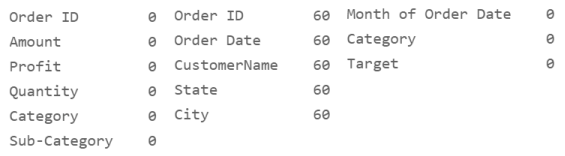 Order ID 0
Amount 0
Profit 0
Quantity 0
Category 0
Sub-Category 0
Order ID 60
Order Date 60
CustomerName 60
State 60
City 60
Month of Order Date 0
Category 0
Target 0